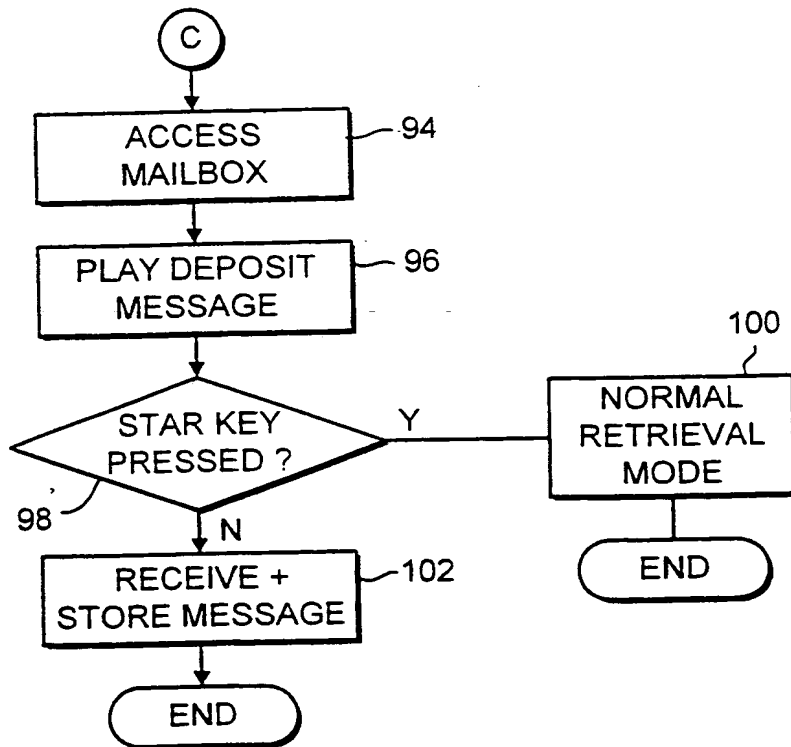 C
ACCESS
MAILBOX
94
PLAY DEPOSIT
MESSAGE
96
STAR KEY
PRESSED ?
98
Y
100
NORMAL
RETRIEVAL
MODE
END
N
RECEIVE +
STORE MESSAGE
102
END